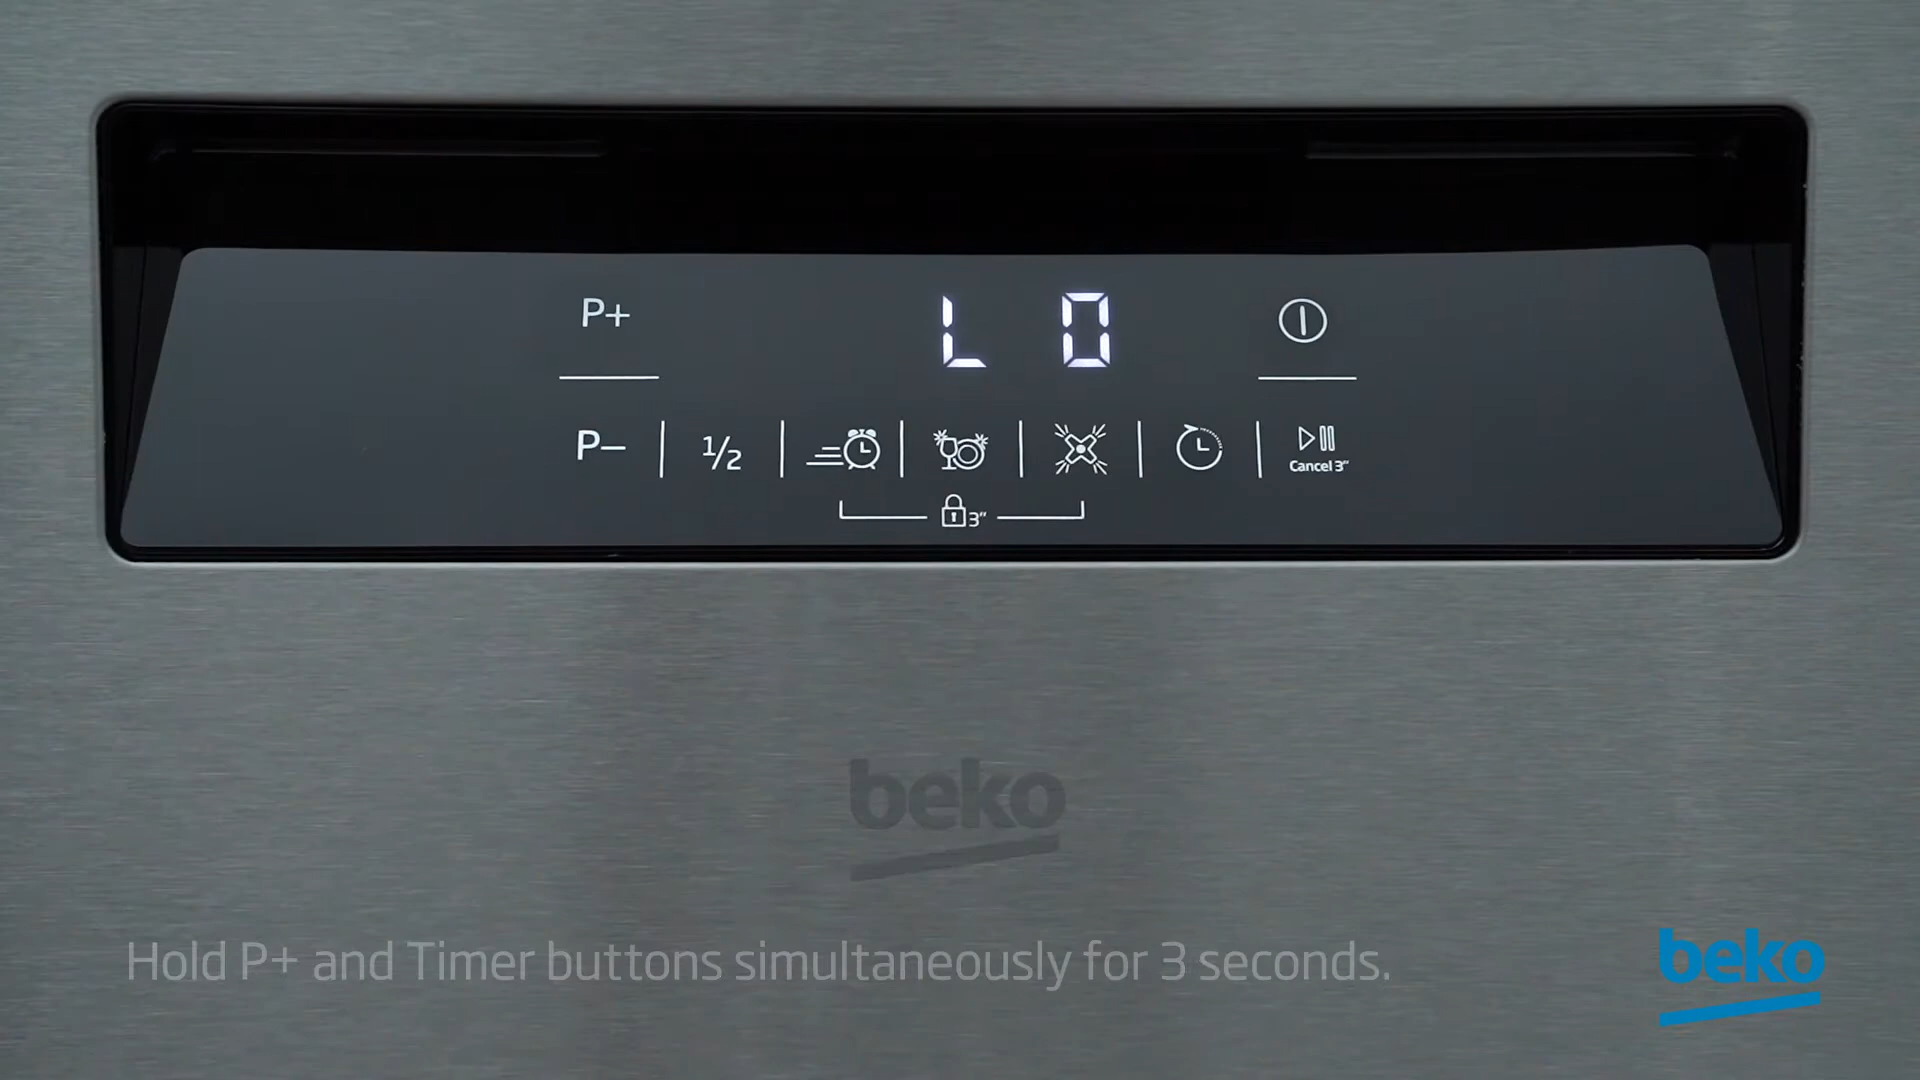 P+
L 0
P-
1/2
Cancel 3"
3"
beko
Hold P+ and Timer buttons simultaneously for 3 seconds.
beko